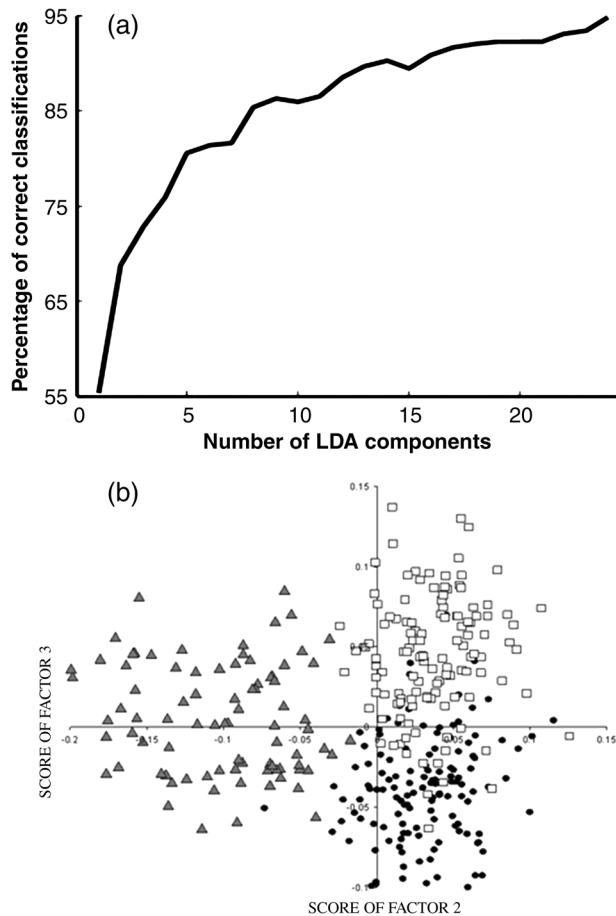 (a)
95
85
75
65
55
Percentage of correct classifications
0 5 10 15 20
Number of LDA components
(b)
0.15
0.1
0
-0.2 -0.15 -0.1 -0.05 0.05 0.1 0.15
-0.05
-0.1
SCORE OF FACTOR 3
SCORE OF FACTOR 2